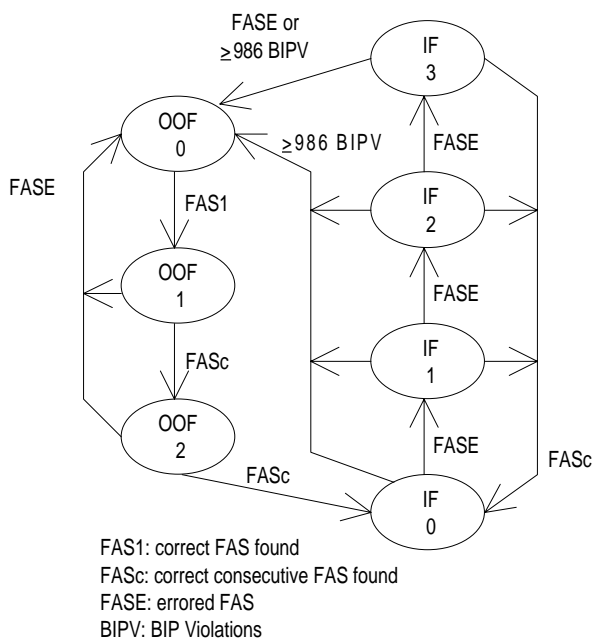 FASE or
≥986 BIPV
IF
3
OOF
0
≥986 BIPV
FASE
FASE
FAS1
IF
2
OOF
1
FASE
FASc
IF
1
OOF
2
FASE
FASc
FASc
IF
0
FAS1: correct FAS found
FASc: correct consecutive FAS found
FASE: errored FAS
BIPV: BIP Violations